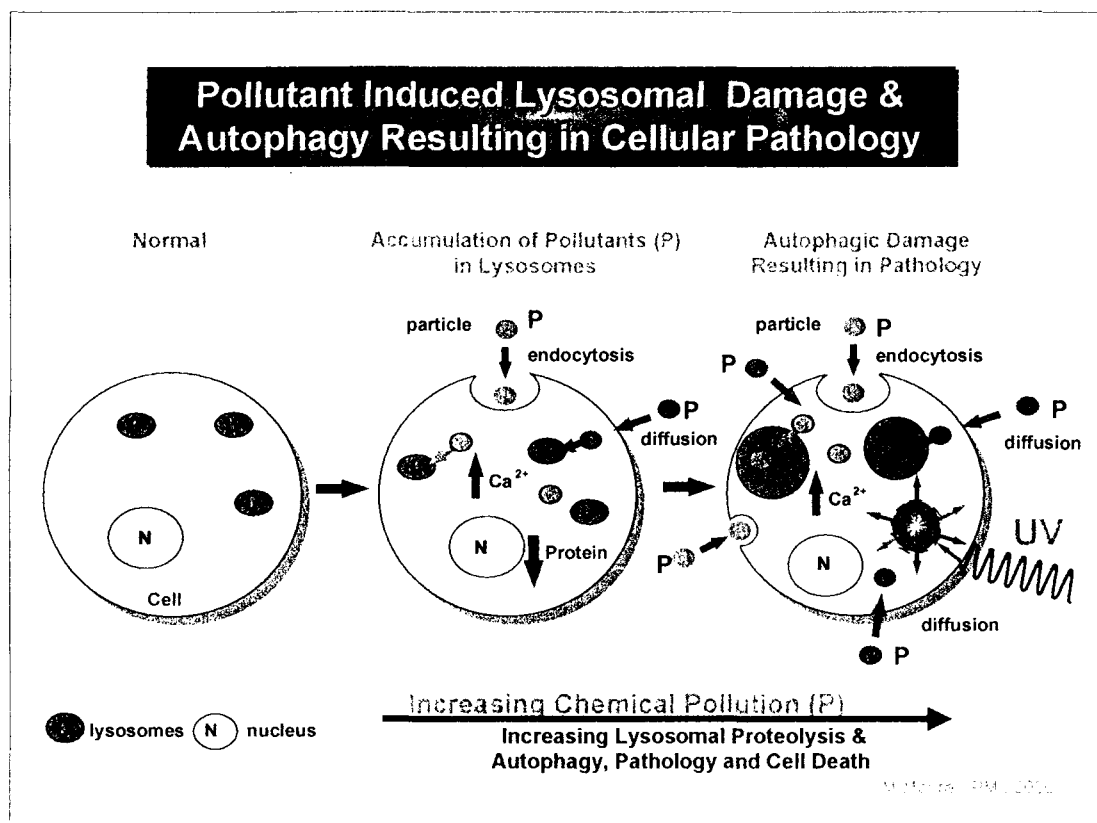 Pollutant Induced Lysosomal Damage &
Autophagy Resulting in Cellular Pathology
Normal
Accumulation of Pollutants (P)
in Lysosomes
Autophagic Damage
Resulting in Pathology
particle P
endocytosis
P
diffusion
Ca2+
N
Protein
particle P
endocytosis
P
P
diffusion
Ca2+
UV
N
P
diffusion
P
N
Cell
lysosomes N nucleus
Increasing Chemical Pollution (P)
Increasing Lysosomal Proteolysis &
Autophagy, Pathology and Cell Death